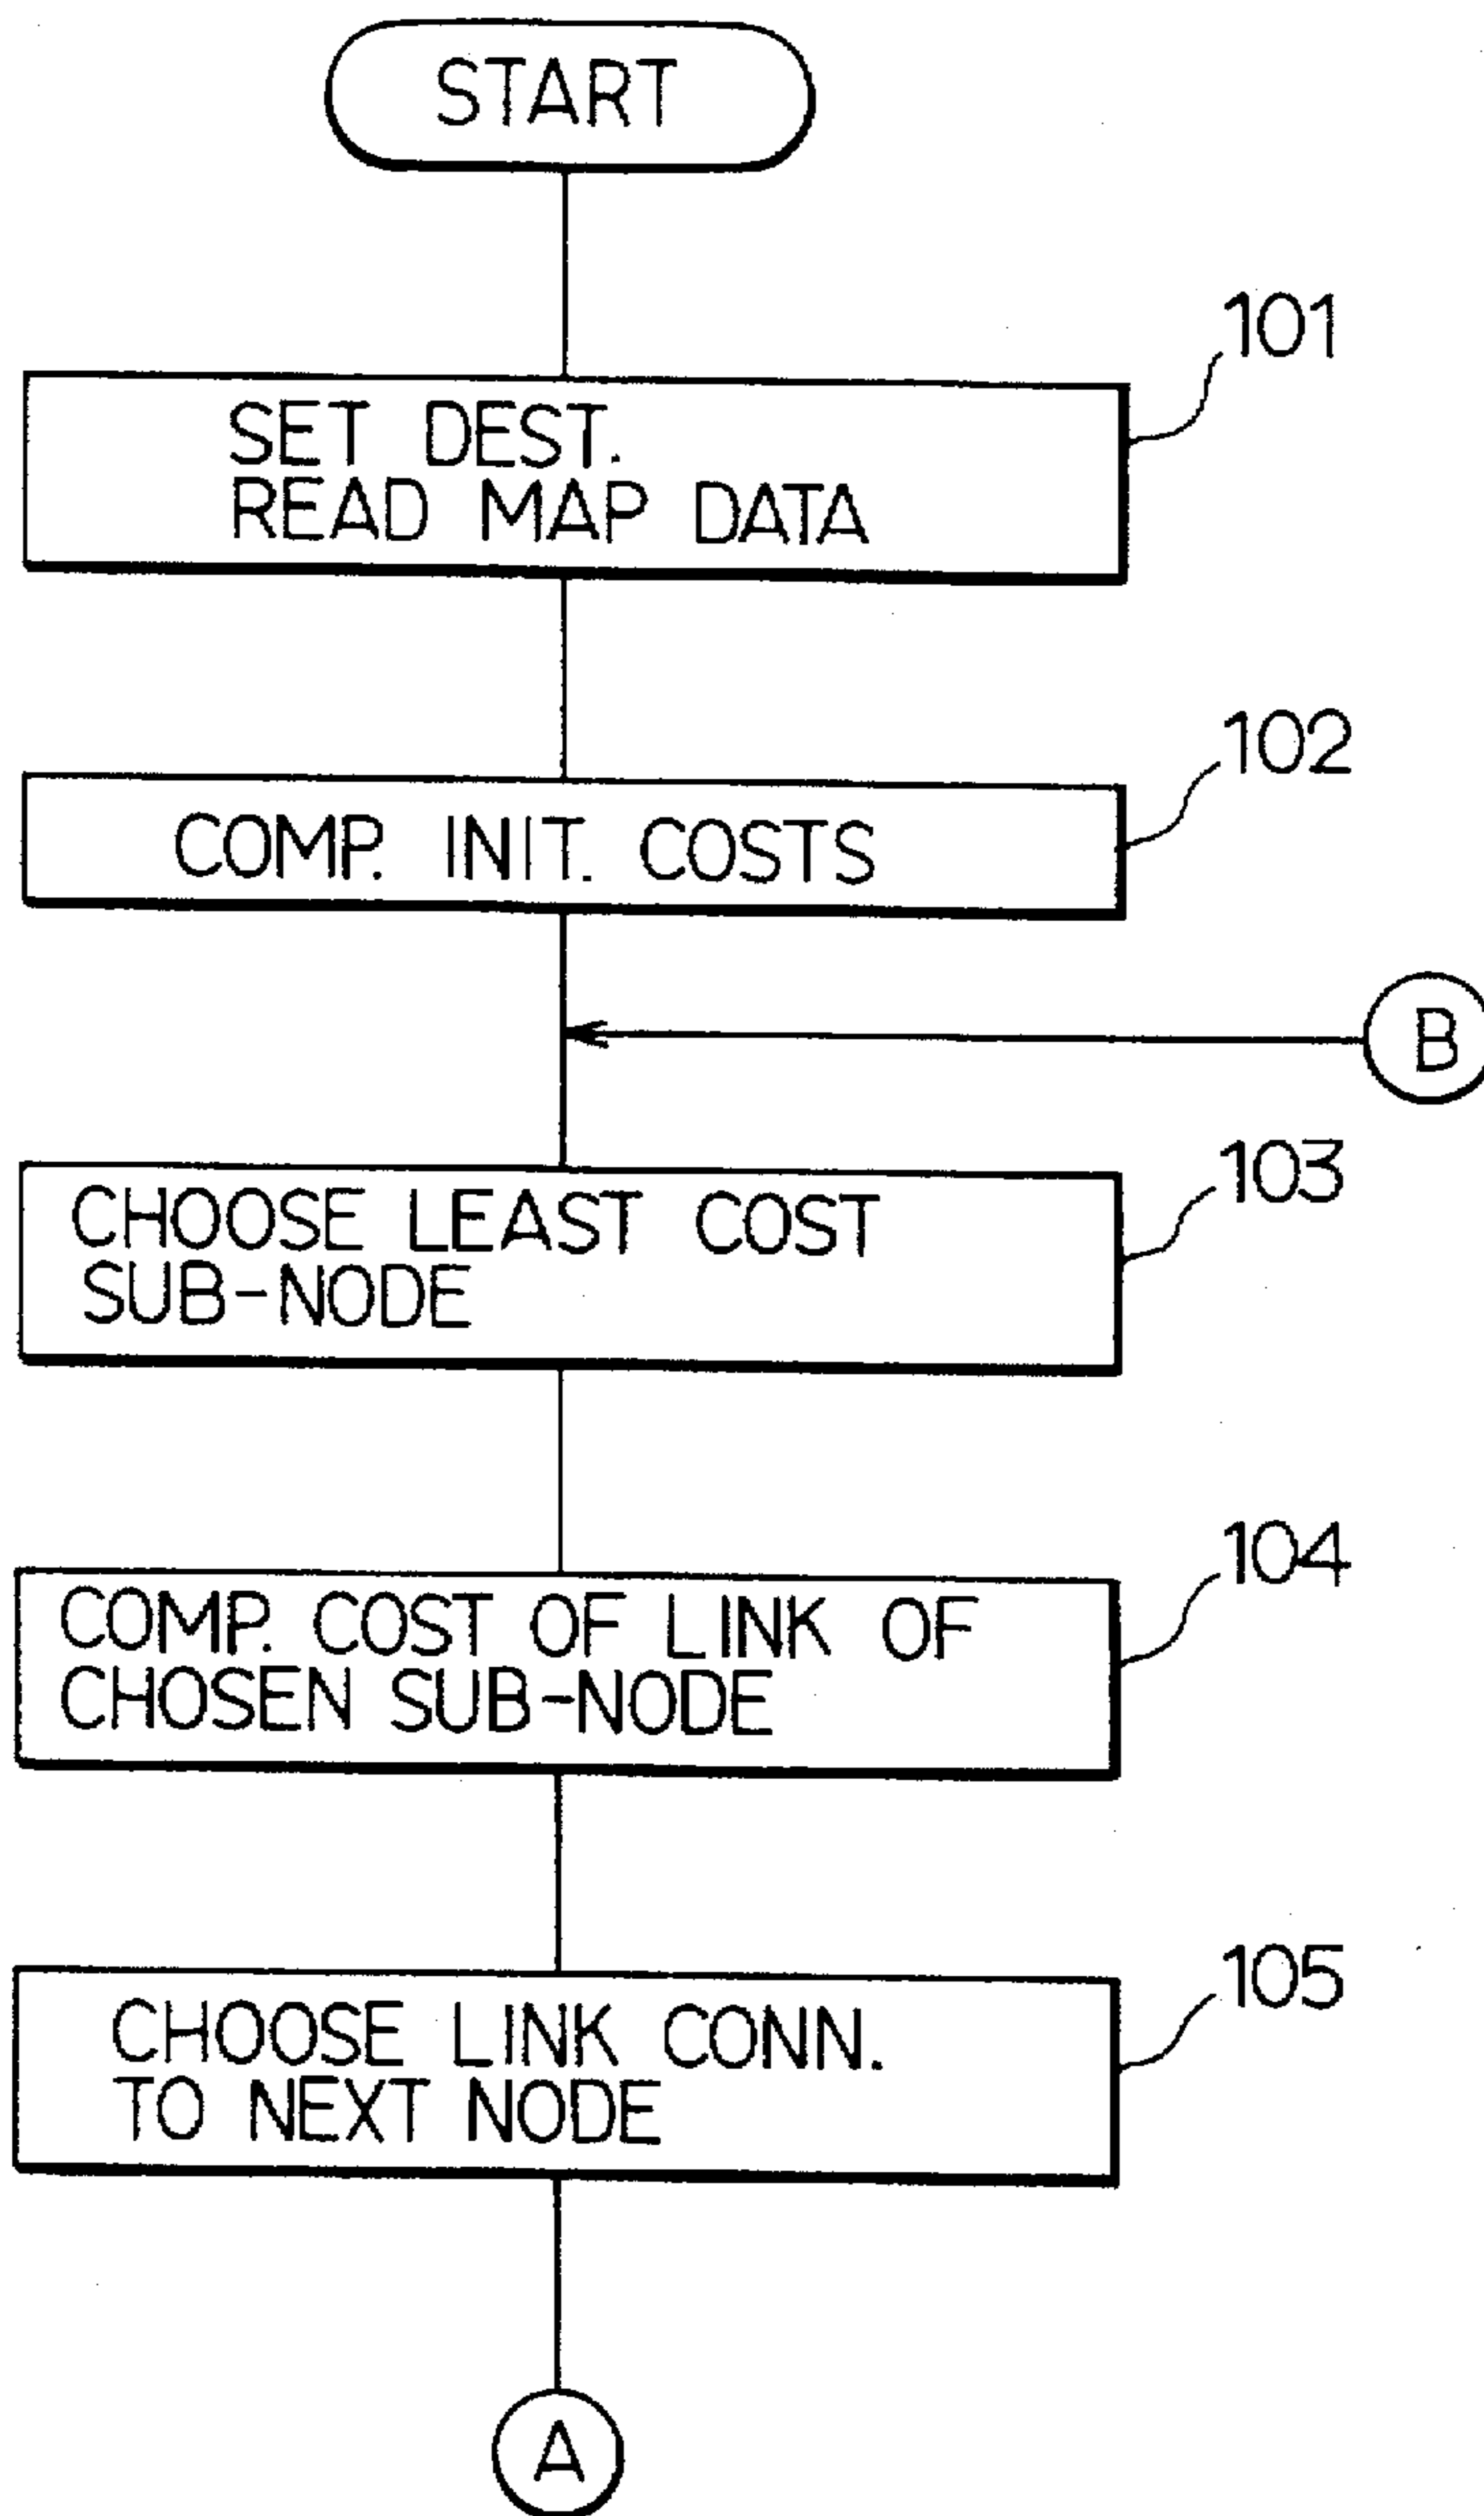 START
101
SET DEST.
READ MAP DATA
102
COMP. INIT. COSTS
B
103
CHOOSE LEAST COST
SUB-NODE
104
COMP. COST OF LINK OF
CHOSEN SUB-NODE
105
CHOOSE LINK CONN.
TO NEXT NODE
A